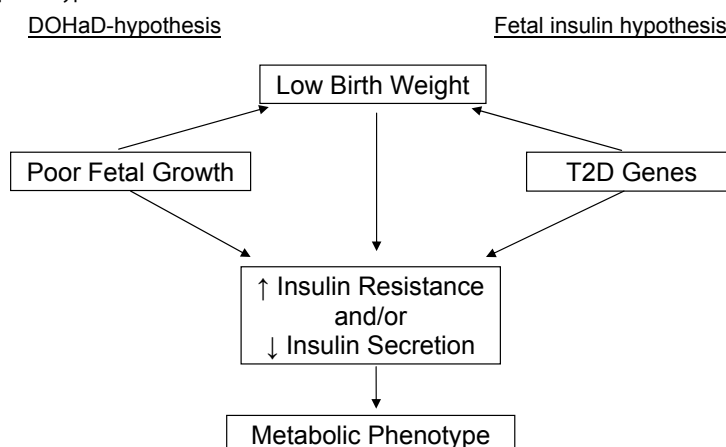 DOHaD-hypothesis
Fetal insulin hypothesis
Low Birth Weight
Poor Fetal Growth
T2D Genes
↑ Insulin Resistance
and/or
↓ Insulin Secretion
Metabolic Phenotype